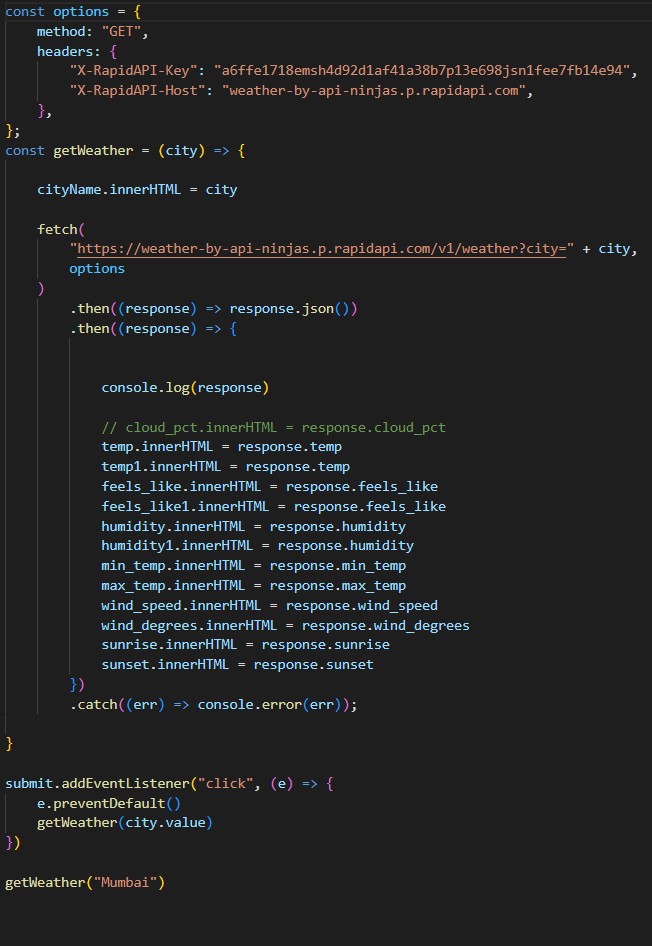 const options = {
    method: "GET",
    headers: {
        "X-RapidAPI-Key": "a6ffe1718emsh4d92d1af41a38b7p13e698jsn1fee7fb14e94",
        "X-RapidAPI-Host": "weather-by-api-ninjas.p.rapidapi.com",
    },
};
const getWeather = (city) => {
    cityName.innerHTML = city
    fetch(
        "https://weather-by-api-ninjas.p.rapidapi.com/v1/weather?city=" + city,
        options
    )
        .then((response) => response.json())
        .then((response) => {
            console.log(response)
            // cloud_pct.innerHTML = response.cloud_pct
            temp.innerHTML = response.temp
            temp1.innerHTML = response.temp
            feels_like.innerHTML = response.feels_like
            feels_like1.innerHTML = response.feels_like
            humidity.innerHTML = response.humidity
            humidity1.innerHTML = response.humidity
            min_temp.innerHTML = response.min_temp
            max_temp.innerHTML = response.max_temp
            wind_speed.innerHTML = response.wind_speed
            wind_degrees.innerHTML = response.wind_degrees
            sunrise.innerHTML = response.sunrise
            sunset.innerHTML = response.sunset
        })
        .catch((err) => console.error(err));
}
submit.addEventListener("click", (e) => {
    e.preventDefault()
    getWeather(city.value)
})
getWeather("Mumbai")